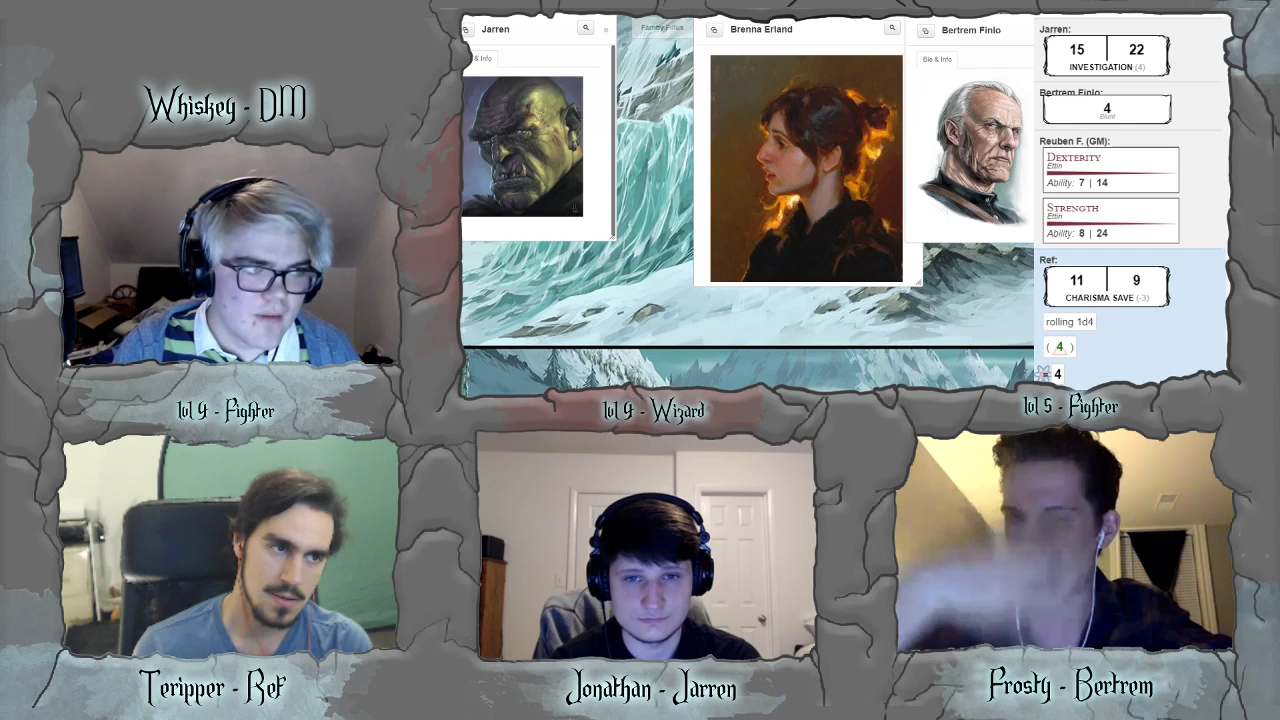 Whiskey - DM
lvl 9 - Fighter
Teripper - Ref
lvl 9 - Wizard
Jonathan - Jarren
lvl 5 - Fighter
Frosty - Bertrem
Jarren
& Info
Brenna Erland
Bertrem Finlo
Bio & Info
Jarren:
15 22
INVESTIGATION (4)
Bertrem Finlo:
4
Blunt
Reuben F. (GM):
DEXTERITY
Ettin
Ability: 7 | 14
STRENGTH
Ettin
Ability: 8 | 24
Ref:
11 9
CHARISMA SAVE (-3)
rolling 1d4
( 4 )
4